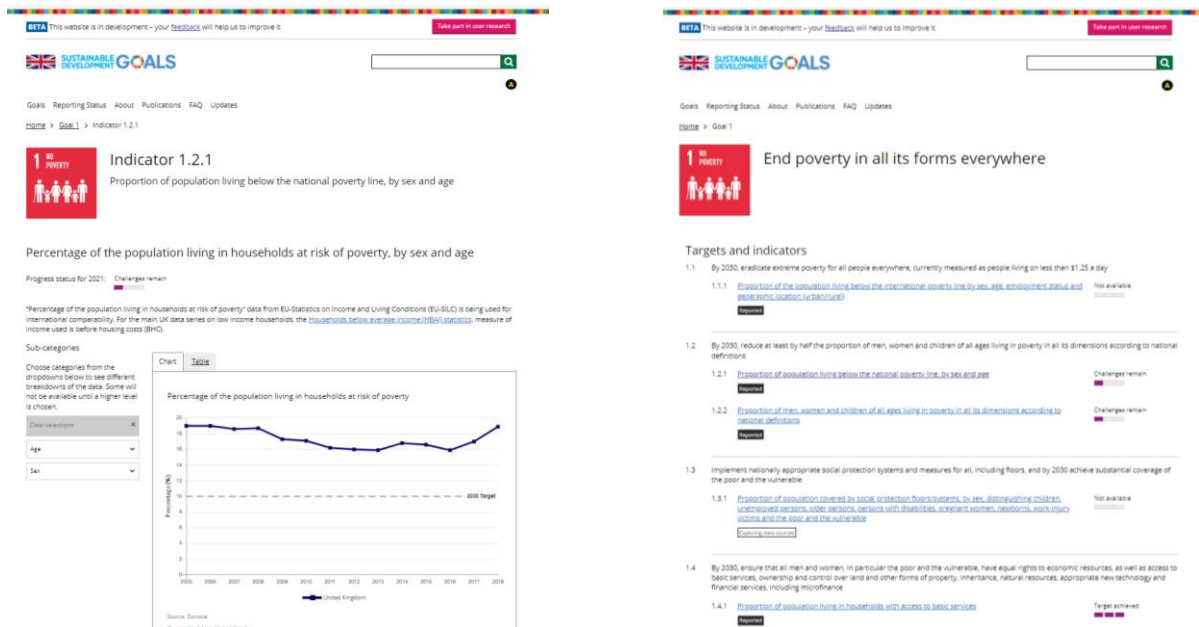 BETA This website is in development – your feedback will help us to improve it
Take part in user research
SUSTAINABLE DEVELOPMENT GOALS
Goals Reporting Status About Publications FAQ Updates
Home > Goal 1 > Indicator 1.2.1
1 NO POVERTY
Indicator 1.2.1
Proportion of population living below the national poverty line, by sex and age
Percentage of the population living in households at risk of poverty, by sex and age
Progress status for 2021: Challenges remain
"Percentage of the population living in households at risk of poverty" data from EU-Statistics on Income and Living Conditions (EU-SILC) is being used for
international comparability. For the main UK data series on low income households, the Households below average income (HBAI) statistics, measure of
income used is before housing costs (BHC).
Sub-categories
Choose categories from the
dropdowns below to see different
breakdowns of the data. Some will
not be available until a higher level
is chosen.
Clear selections x
Age
Sex
Chart Table
Percentage of the population living in households at risk of poverty
Percentage (%)
20
18
16
14
12
10
8
6
4
2
0
2030 Target
2005 2006 2007 2008 2009 2010 2011 2012 2013 2014 2015 2016 2017 2018
United Kingdom
Source: Eurostat
BETA This website is in development – your feedback will help us to improve it
Take part in user research
SUSTAINABLE DEVELOPMENT GOALS
A
Goals Reporting Status About Publications FAQ Updates
Home > Goal 1
1 NO POVERTY
End poverty in all its forms everywhere
Targets and indicators
1.1 By 2030, eradicate extreme poverty for all people everywhere, currently measured as people living on less than $1.25 a day
1.1.1 Proportion of the population living below the international poverty line by sex, age, employment status and Not available
geographic location (urban/rural)
Reported
1.2 By 2030, reduce at least by half the proportion of men, women and children of all ages living in poverty in all its dimensions according to national
definitions
1.2.1 Proportion of population living below the national poverty line, by sex and age Challenges remain
Reported
1.2.2 Proportion of men, women and children of all ages living in poverty in all its dimensions according to Challenges remain
national definitions
Reported
1.3 Implement nationally appropriate social protection systems and measures for all, including floors, and by 2030 achieve substantial coverage of
the poor and the vulnerable
1.3.1 Proportion of population covered by social protection floors/systems, by sex, distinguishing children, Not available
unemployed persons, older persons, persons with disabilities, pregnant women, newborns, work-injury
victims and the poor and the vulnerable
Exploring data sources
1.4 By 2030, ensure that all men and women, in particular the poor and the vulnerable, have equal rights to economic resources, as well as access to
basic services, ownership and control over land and other forms of property, inheritance, natural resources, appropriate new technology and
financial services, including microfinance
1.4.1 Proportion of population living in households with access to basic services Target achieved
Reported